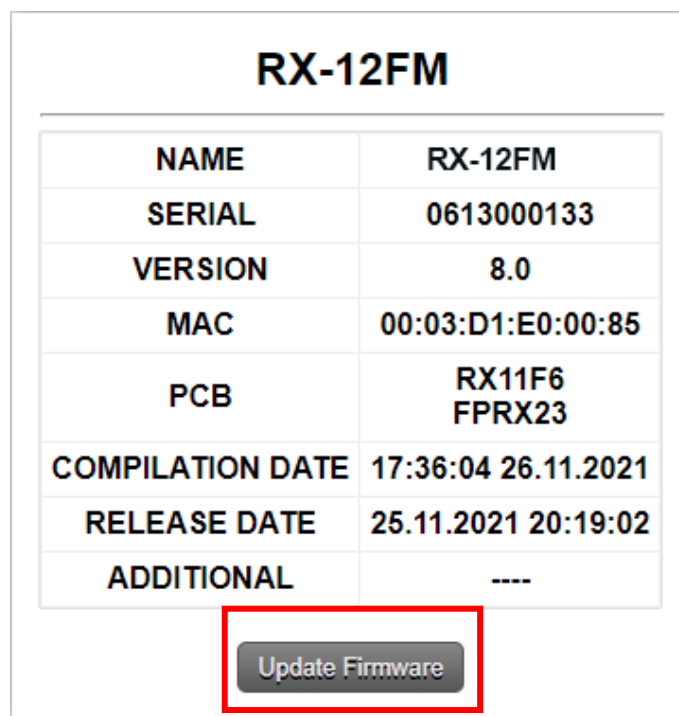 RX-12FM
NAME RX-12FM
SERIAL 0613000133
VERSION 8.0
MAC 00:03:D1:E0:00:85
PCB RX11F6
FPRX23
COMPILATION DATE 17:36:04 26.11.2021
RELEASE DATE 25.11.2021 20:19:02
ADDITIONAL ----
Update Firmware